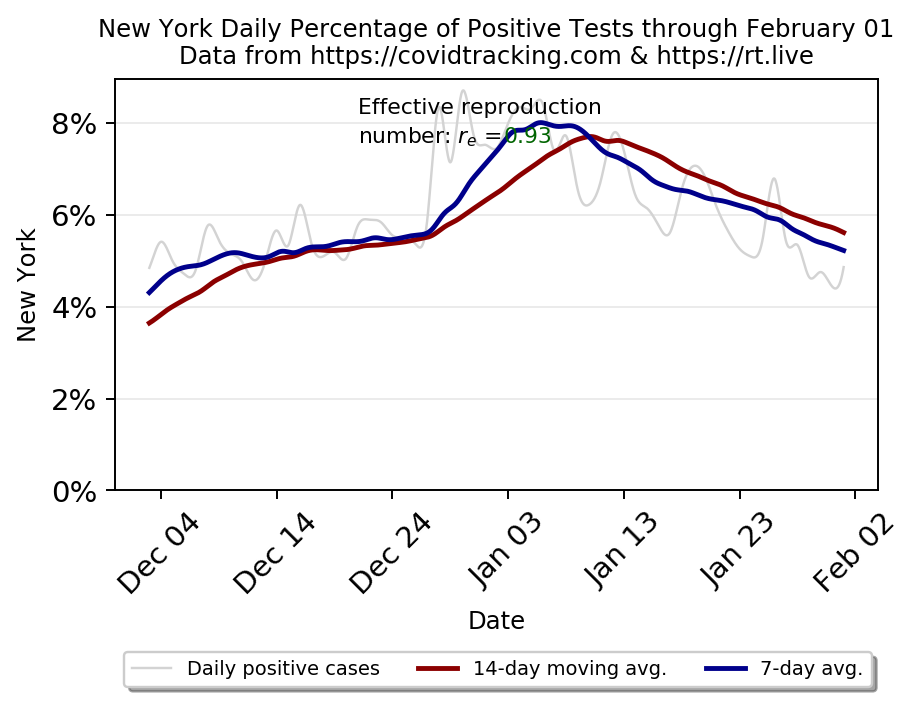 New York Daily Percentage of Positive Tests through February 01
Data from https://covidtracking.com & https://rt.live
Effective reproduction
number: rₑ =0.93
8%
6%
4%
2%
0%
New York
Dec 04
Dec 14
Dec 24
Jan 03
Jan 13
Jan 23
Feb 02
Date
Daily positive cases
14-day moving avg.
7-day avg.